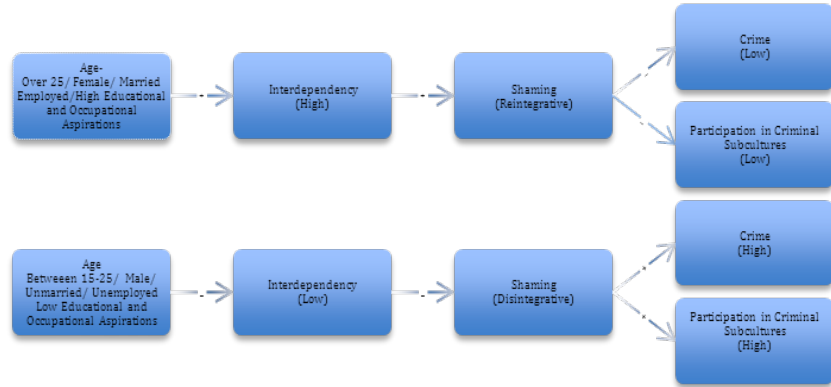 Age-
Over 25/ Female/ Married
Employed/High Educational
and Occupational
Aspirations
-
Interdependency
(High)
-
Shaming
(Reintegrative)
-
Crime
(Low)
-
Participation in Criminal
Subcultures
(Low)
Age
Betweeen 15-25/ Male/
Unmarried/ Unemployed
Low Educational and
Occupational Aspirations
-
Interdependency
(Low)
-
Shaming
(Disintegrative)
+
Crime
(High)
+
Participation in Criminal
Subcultures
(High)